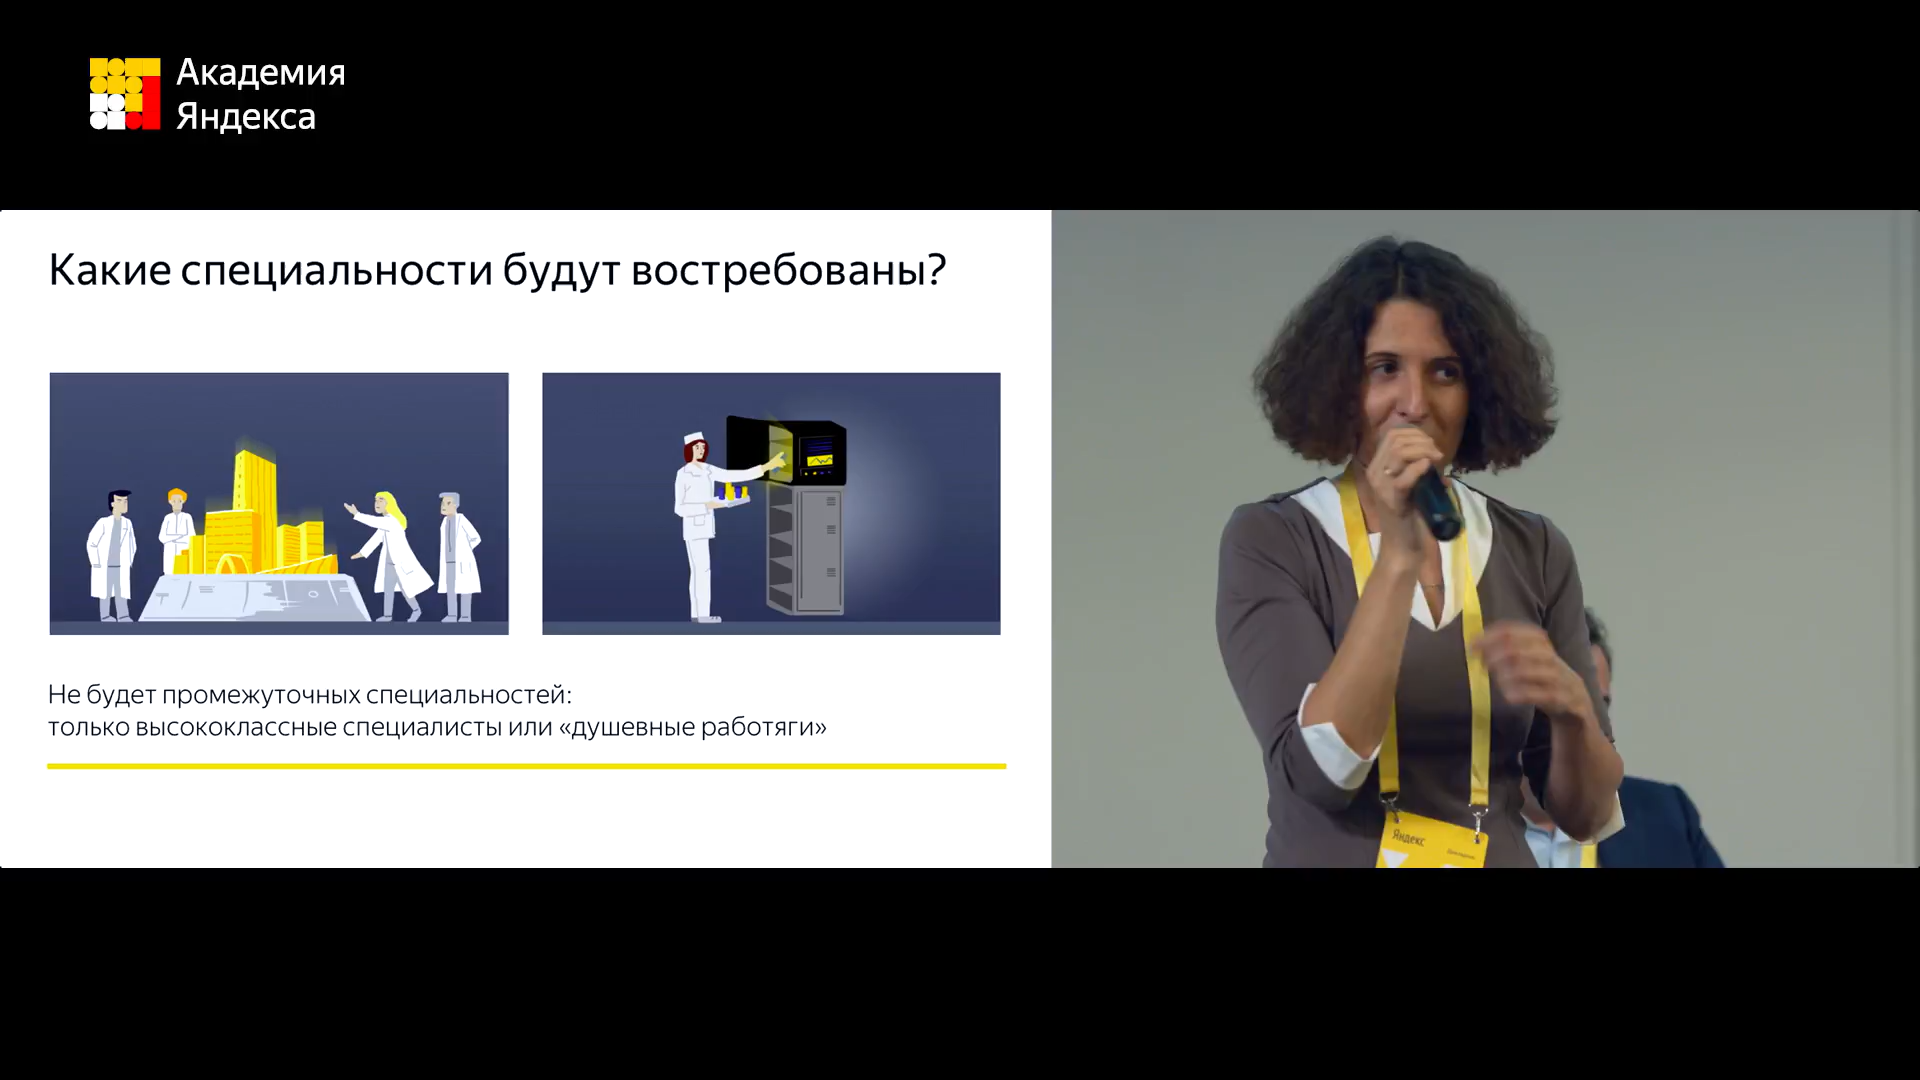 Академия
Яндекса
Какие специальности будут востребованы?
Не будет промежуточных специальностей:
только высококлассные специалисты или «душевные работяги»
Яндекс